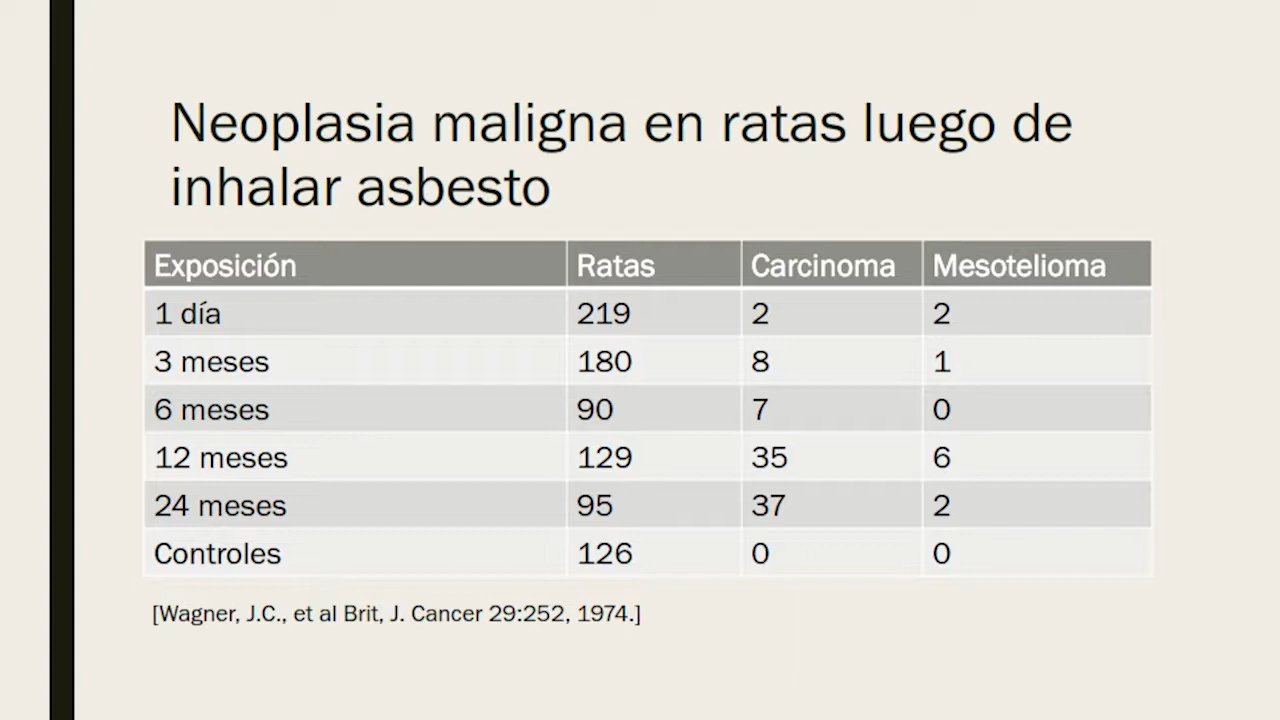 Neoplasia maligna en ratas luego de
inhalar asbesto
Exposición Ratas Carcinoma Mesotelioma
1 día 219 2 2
3 meses 180 8 1
6 meses 90 7 0
12 meses 129 35 6
24 meses 95 37 2
Controles 126 0 0
[Wagner, J.C., et al Brit, J. Cancer 29:252, 1974.]